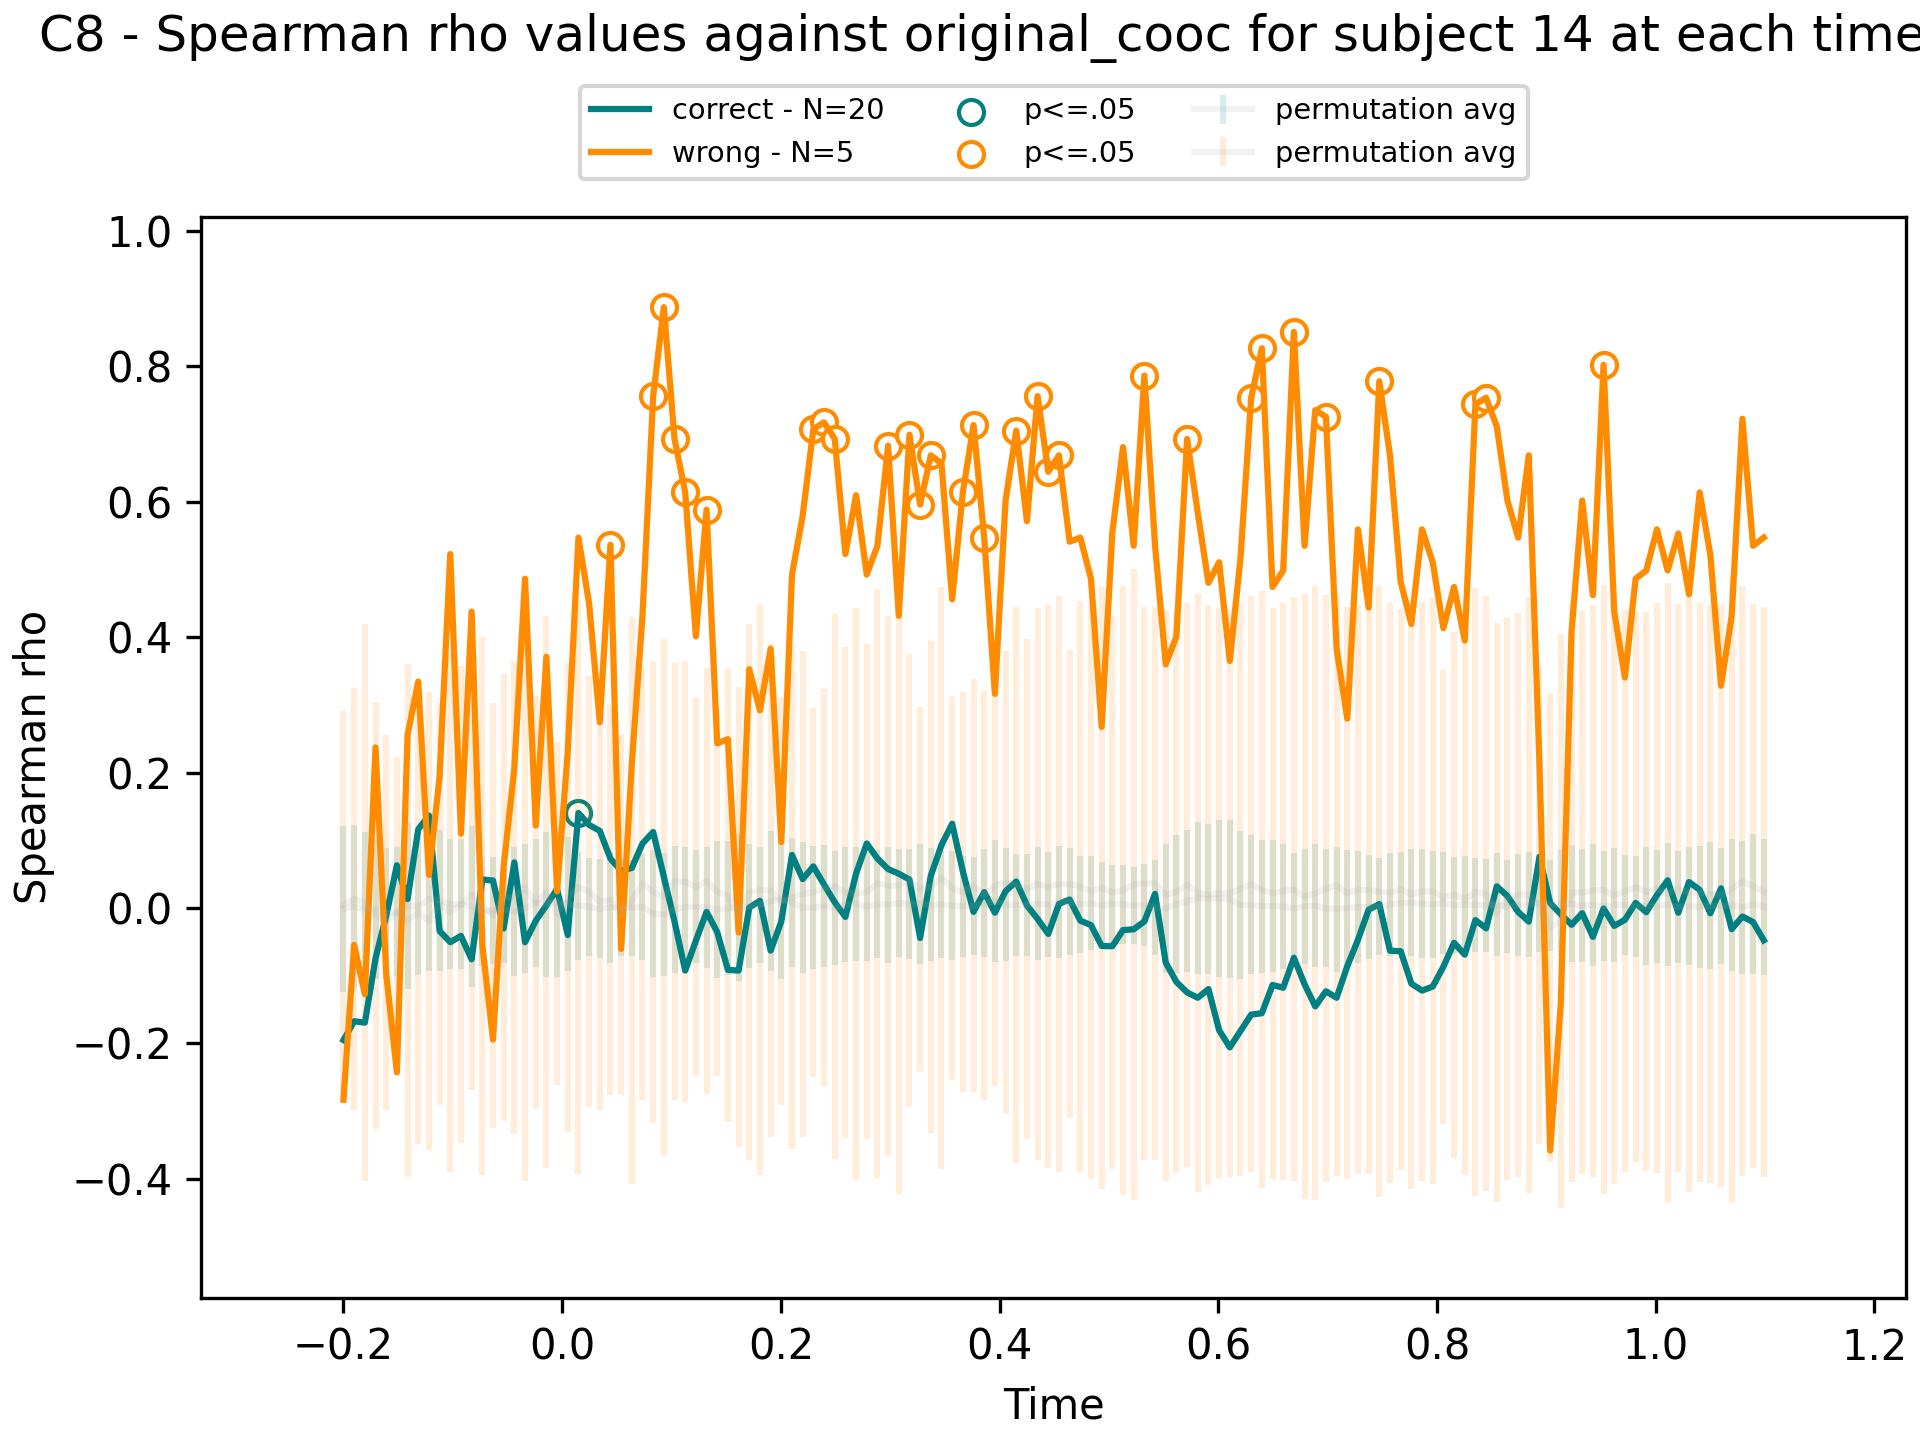 C8 - Spearman rho values against original_cooc for subject 14 at each time
correct - N=20
wrong - N=5
p<=.05
p<=.05
permutation avg
permutation avg
Spearman rho
1.0
0.8
0.6
0.4
0.2
0.0
−0.2
−0.4
−0.2
0.0
0.2
0.4
0.6
0.8
1.0
1.2
Time